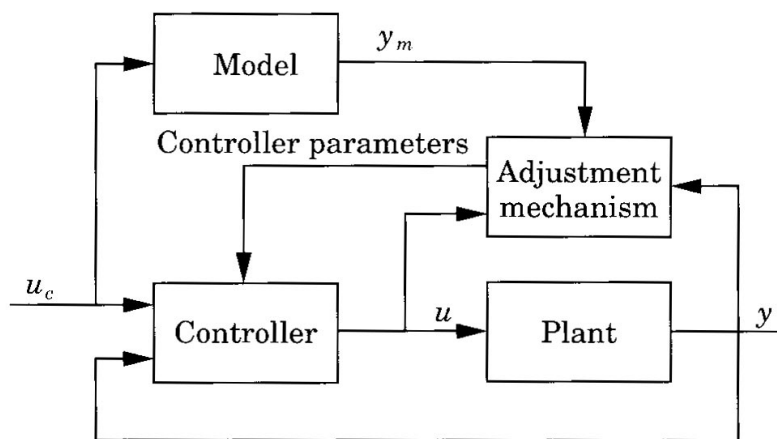 Model
y_m
Controller parameters
Adjustment
mechanism
u_c
Controller
u
Plant
y